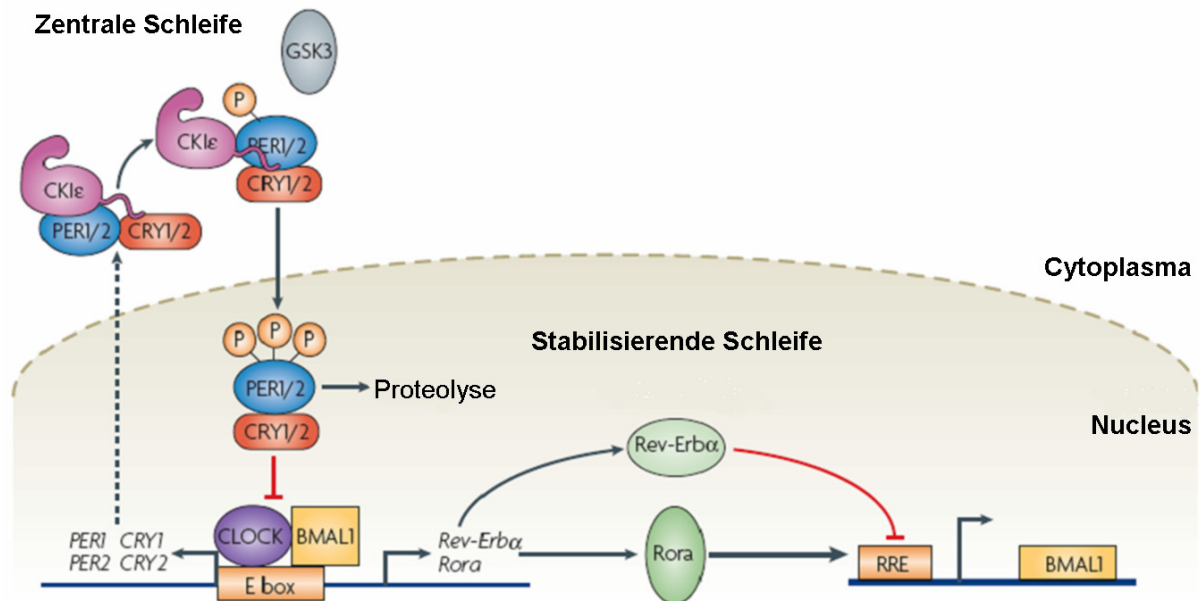 Zentrale Schleife
GSK3
P
CKIε
PER1/2
CRY1/2
CKIε
PER1/2
CRY1/2
Cytoplasma
P
P
P
Stabilisierende Schleife
PER1/2
Proteolyse
CRY1/2
Nucleus
Rev-Erbα
PER1 CRY1
PER2 CRY2
CLOCK
BMAL1
E box
Rev-Erbα
Rora
Rora
RRE
BMAL1